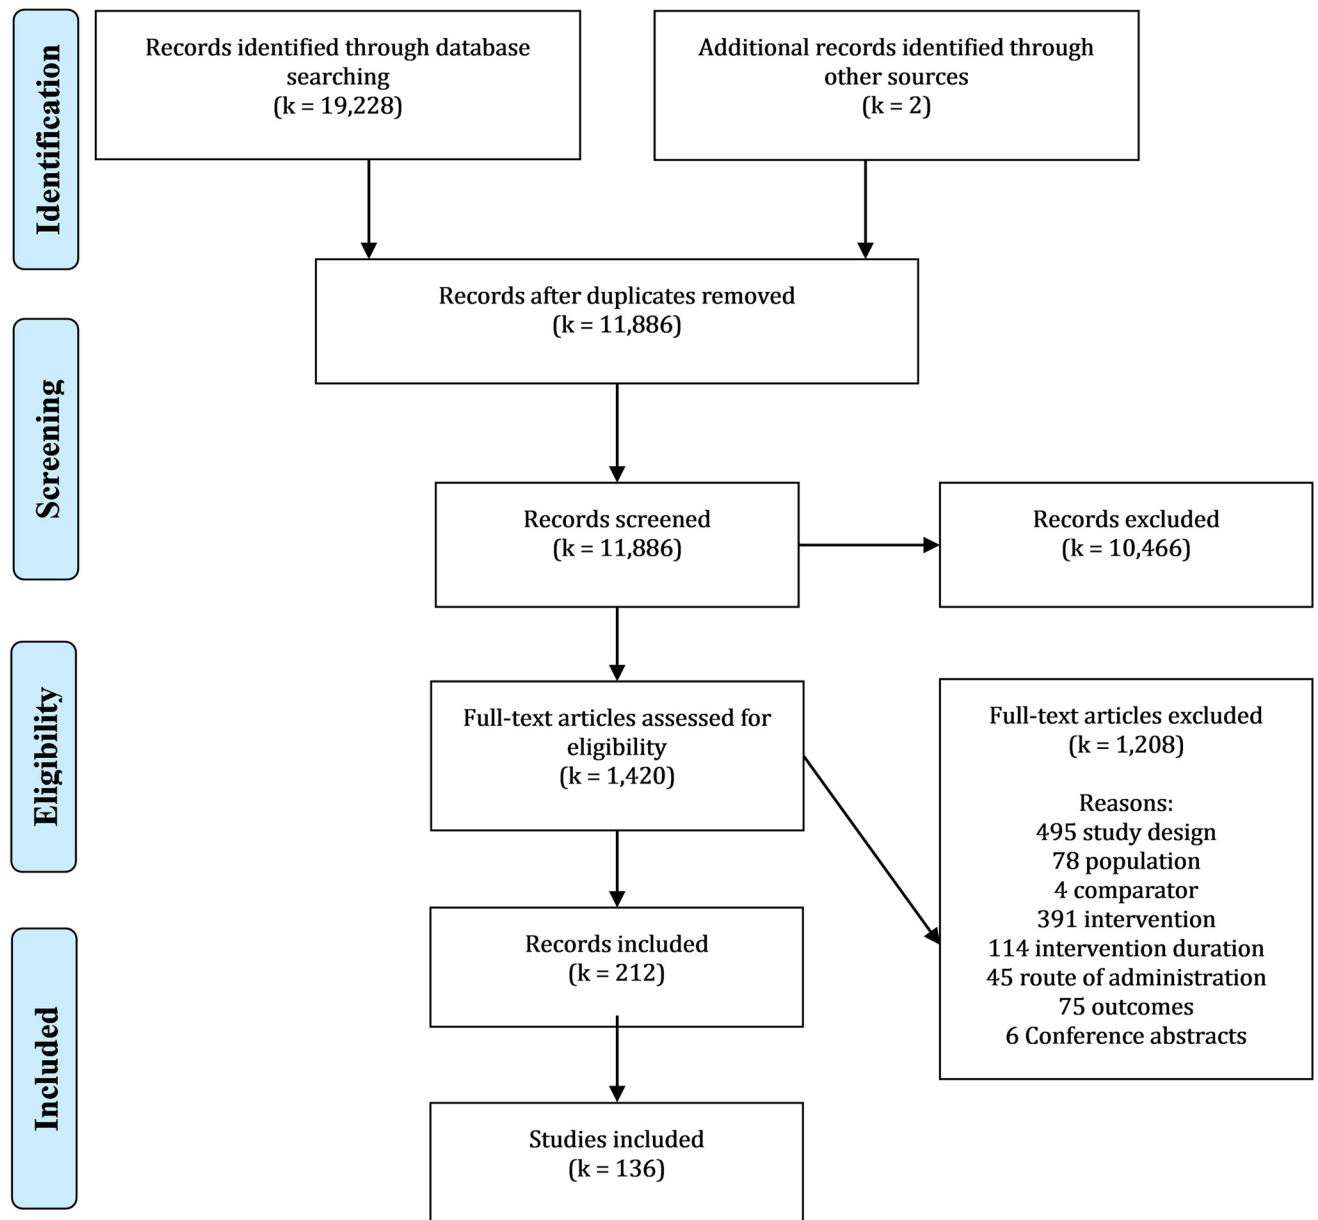 Identification
Records identified through database
searching
(k = 19,228)
Additional records identified through
other sources
(k = 2)
Records after duplicates removed
(k = 11,886)
Screening
Records screened
(k = 11,886)
Records excluded
(k = 10,466)
Eligibility
Full-text articles assessed for
eligibility
(k = 1,420)
Full-text articles excluded
(k = 1,208)
Reasons:
495 study design
78 population
4 comparator
391 intervention
114 intervention duration
45 route of administration
75 outcomes
6 Conference abstracts
Included
Records included
(k = 212)
Studies included
(k = 136)